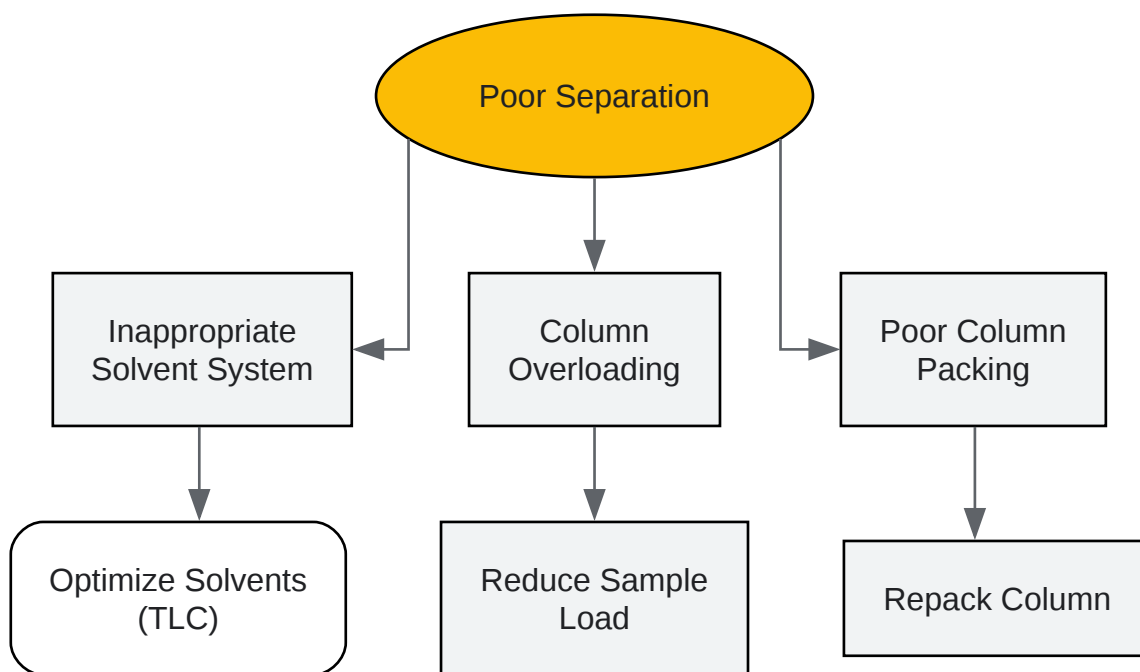 Poor Separation
Inappropriate
Solvent System
Column
Overloading
Poor Column
Packing
Optimize Solvents
(TLC)
Reduce Sample
Load
Repack Column